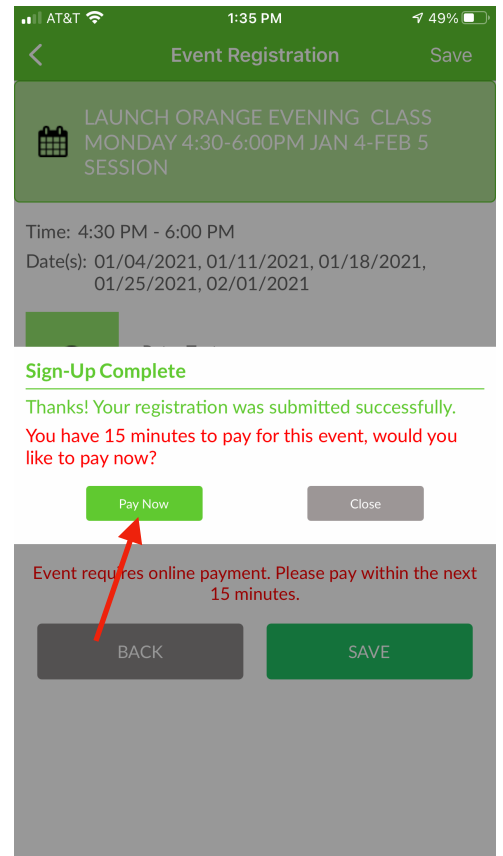 AT&T 1:35 PM 49%
Event Registration Save
LAUNCH ORANGE EVENING CLASS
MONDAY 4:30-6:00PM JAN 4-FEB 5
SESSION
Time: 4:30 PM - 6:00 PM
Date(s): 01/04/2021, 01/11/2021, 01/18/2021,
01/25/2021, 02/01/2021
Sign-Up Complete
Thanks! Your registration was submitted successfully.
You have 15 minutes to pay for this event, would you
like to pay now?
Pay Now Close
Event requires online payment. Please pay within the next
15 minutes.
BACK SAVE